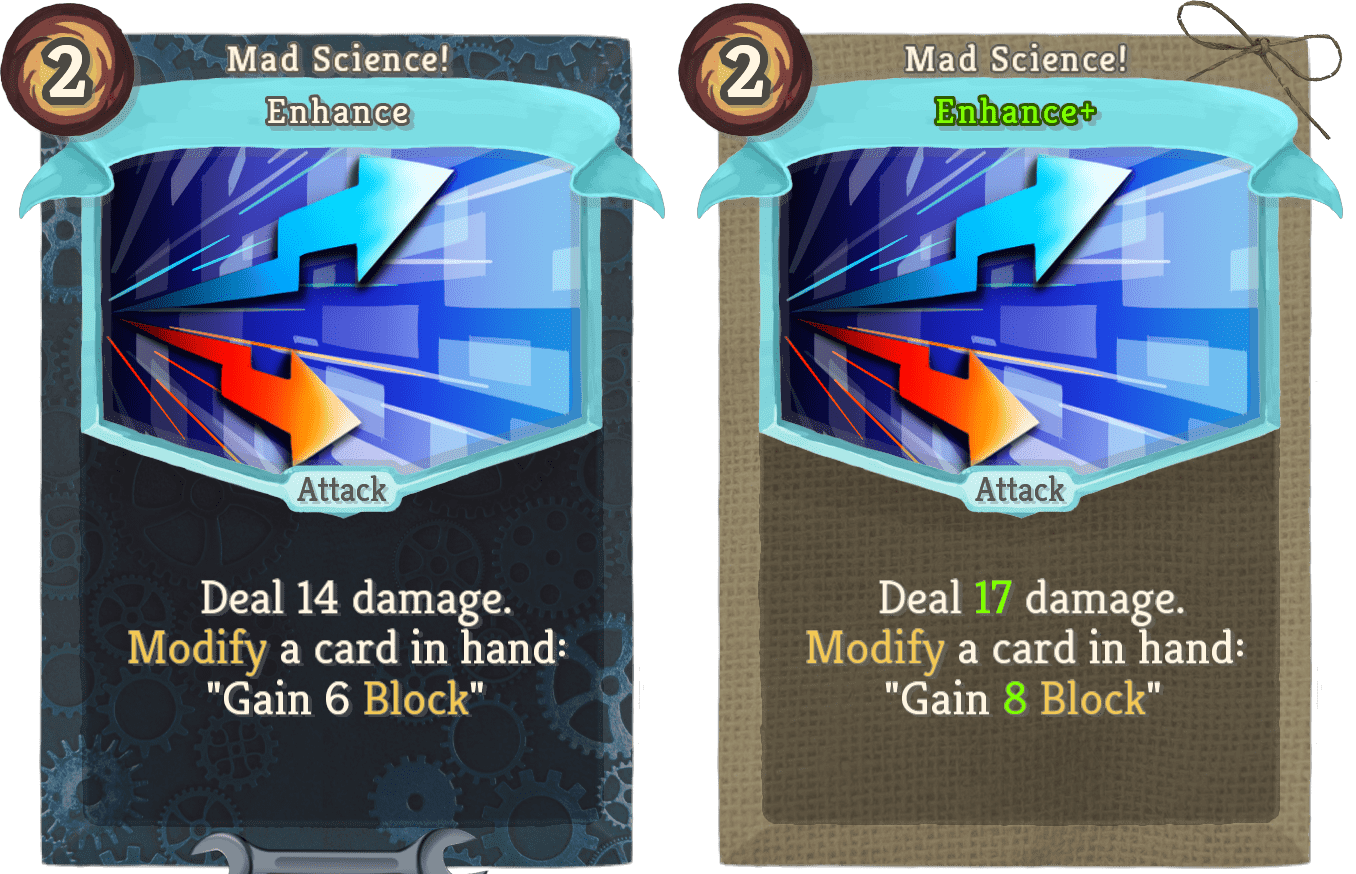 2
Mad Science!
Enhance
Attack
Deal 14 damage.
Modify a card in hand:
"Gain 6 Block"
2
Mad Science!
Enhance+
Attack
Deal 17 damage.
Modify a card in hand:
"Gain 8 Block"